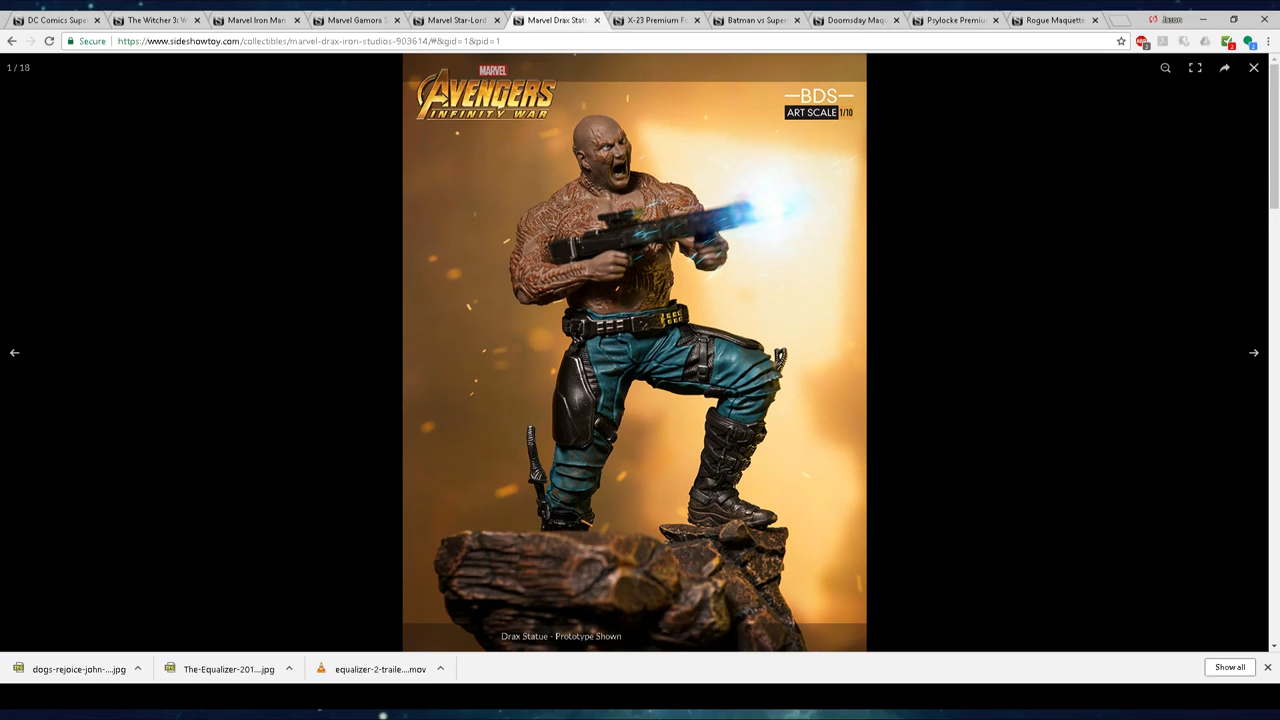 DC Comics Supe
The Witcher 3: W
Marvel Iron Man
Marvel Gamora S
Marvel Star-Lord
Marvel Drax Stat
X-23 Premium Fo
Batman vs Super
Doomsday Maqu
Psylocke Premiu
Rogue Maquette
Jason
Secure
https://www.sideshowtoy.com/collectibles/marvel-drax-iron-studios-903614/#&gid=1&pid=1
1 / 18
MARVEL
AVENGERS
INFINITY WAR
BDS
ART SCALE 1/10
Drax Statue - Prototype Shown
dogs-rejoice-john-....jpg
The-Equalizer-201....jpg
equalizer-2-traile....mov
Show all